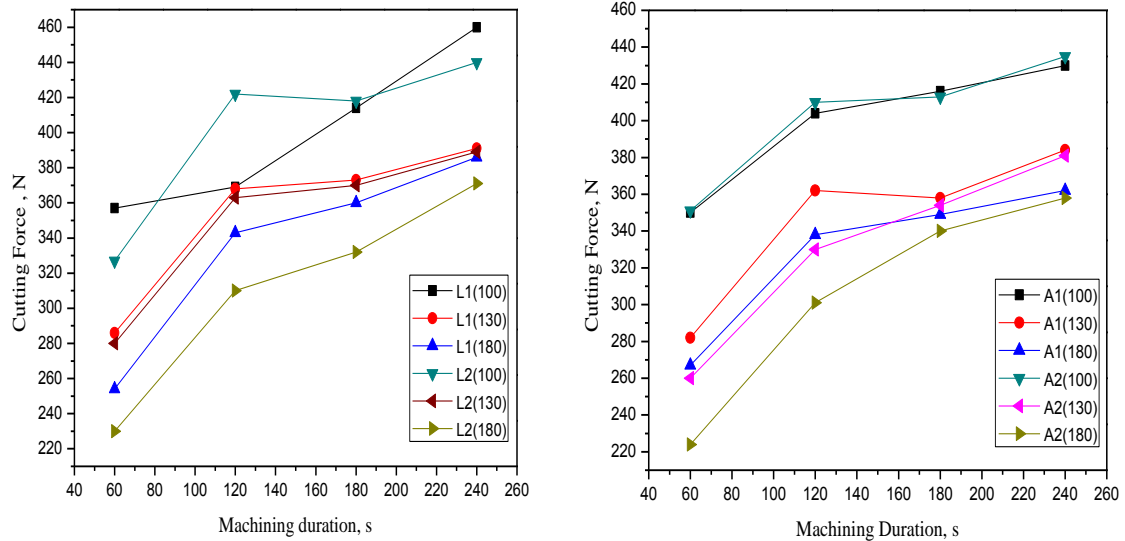 460
440
420
400
380
360
340
320
300
280
260
240
220
Cutting Force , N
40 60 80 100 120 140 160 180 200 220 240 260
Machining duration, s
L1(100)
L1(130)
L1(180)
L2(100)
L2(130)
L2(180)
460
440
420
400
380
360
340
320
300
280
260
240
220
Cutting Force, N
40 60 80 100 120 140 160 180 200 220 240 260
Machining Duration, s
A1(100)
A1(130)
A1(180)
A2(100)
A2(130)
A2(180)